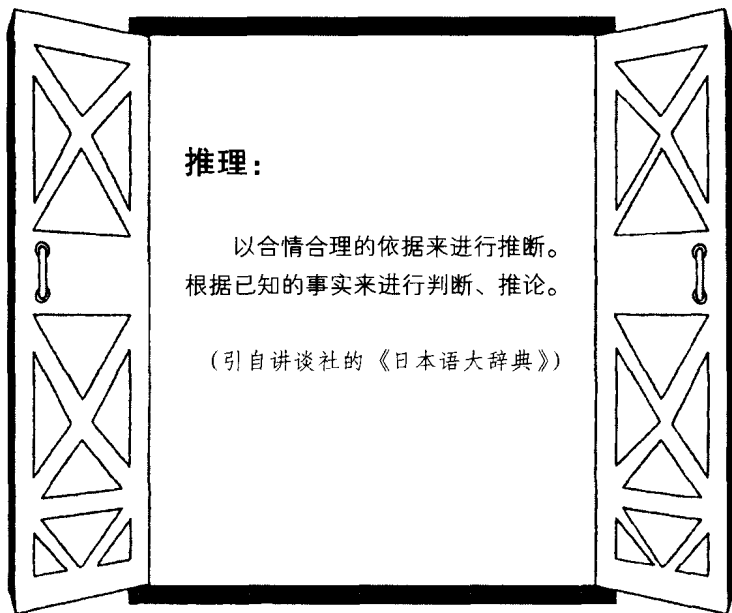 推理：
以合情合理的依据来进行推断。
根据已知的事实来进行判断、推论。
（引自讲谈社的《日本语大辞典》）